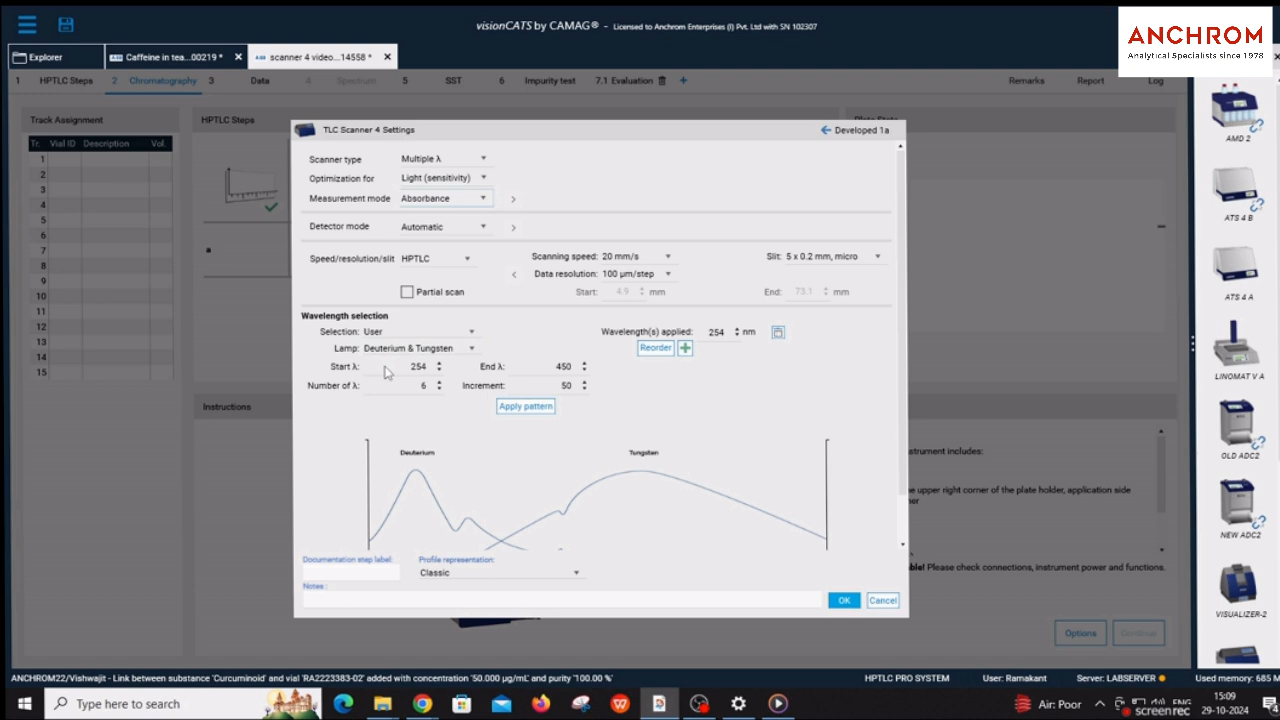 visionCATS by CAMAG® - Licensed to Anchrom Enterprises (I) Pvt. Ltd with SN 102307
ANCHROM
Analytical Specialists since 1978
Explorer
Caffeine in tea...00219 *
scanner 4 video...14558 *
1 HPTLC Steps 2 Chromatography 3 Data 4 Spectrum 5 SST 6 Impurity test 7.1 Evaluation
Remarks Report Log
Track Assignment
HPTLC Steps
Plate State
Tr. Vial ID Description Vol.
1
2
3
4
5
6
7
8
9
10
11
12
13
14
15
a
Instructions
TLC Scanner 4 Settings
Developed 1a
Scanner type Multiple λ
Optimization for Light (sensitivity)
Measurement mode Absorbance
Detector mode Automatic
Speed/resolution/slit HPTLC
Scanning speed: 20 mm/s
Slit: 5 x 0.2 mm, micro
Data resolution: 100 µm/step
Partial scan
Start: 4.9 mm
End: 73.1 mm
Wavelength selection
Selection: User
Wavelength(s) applied: 254 nm
Lamp: Deuterium & Tungsten
Reorder
Start λ: 254
End λ: 450
Number of λ: 6
Increment: 50
Apply pattern
Deuterium
Tungsten
Documentation step label:
Profile representation:
Classic
Notes :
OK
Cancel
nstrument includes:
e upper right corner of the plate holder, application side
ner
ble! Please check connections, instrument power and functions.
Options
Continue
AMD 2
ATS 4 B
ATS 4 A
LINOMAT V A
OLD ADC2
NEW ADC2
VISUALIZER-2
ANCHROM22/Vishwajit - Link between substance 'Curcuminoid' and vial 'RA2223383-02' added with concentration '50.000 µg/mL' and purity '100.00 %'
HPTLC PRO SYSTEM
User: Ramakant
Server: LABSERVER
Used memory: 685 M
Type here to search
Air: Poor
ENG
15:09
29-10-2024
screenrec